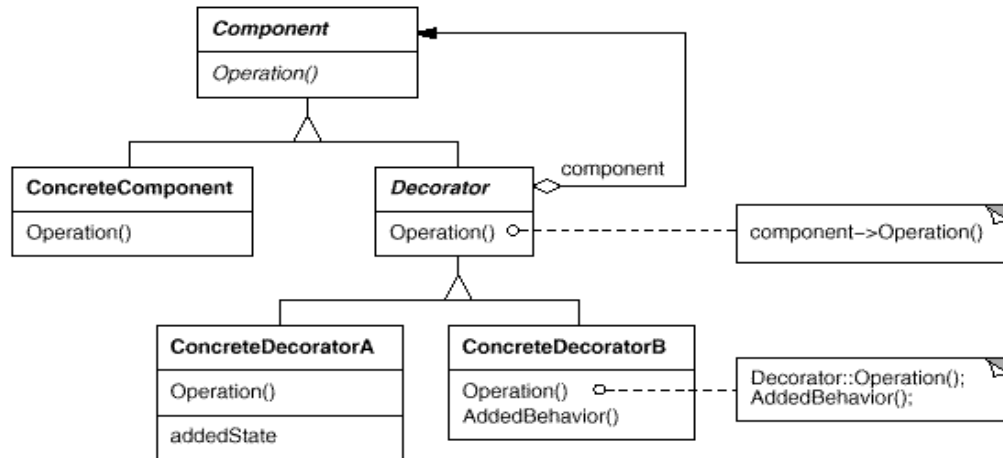 Component
Operation()
component
ConcreteComponent
Operation()
Decorator
Operation()
component->Operation()
ConcreteDecoratorA
Operation()
addedState
ConcreteDecoratorB
Operation()
AddedBehavior()
Decorator::Operation();
AddedBehavior();